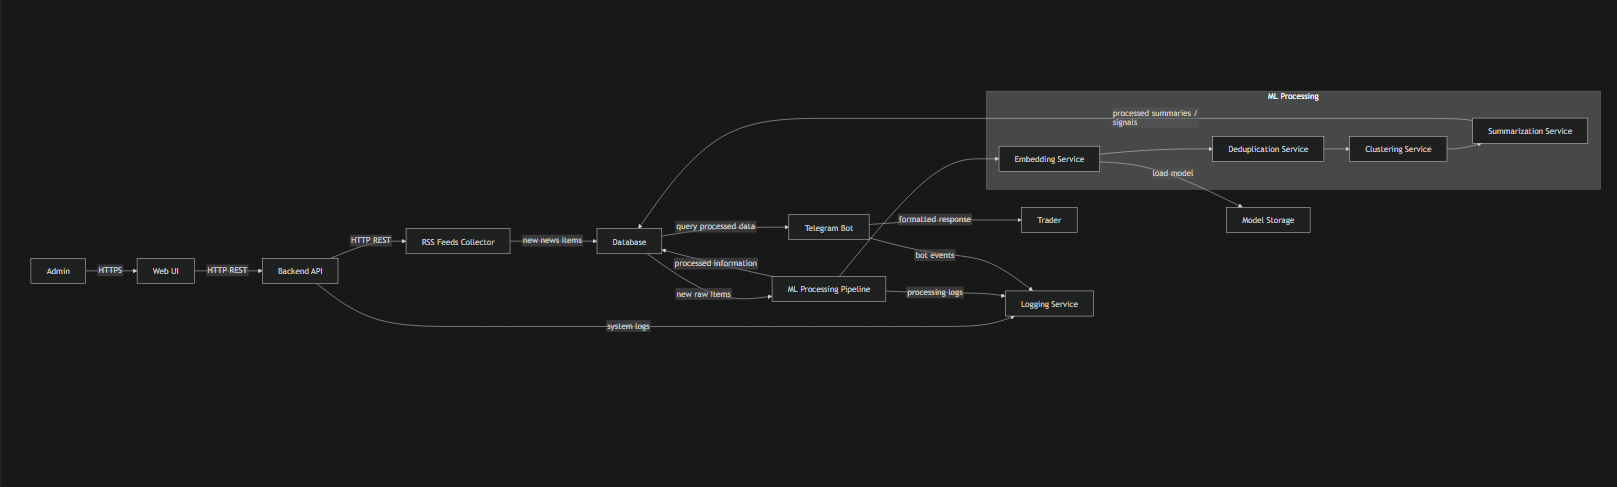 ML Processing
processed summaries /
signals
Summarization Service
Embedding Service
Deduplication Service
Clustering Service
load model
Model Storage
Admin
HTTPS
Web UI
HTTP REST
Backend API
HTTP REST
RSS Feeds Collector
new news items
Database
query processed data
Telegram Bot
formatted response
Trader
processed information
bot events
new raw items
ML Processing Pipeline
processing logs
Logging Service
system logs